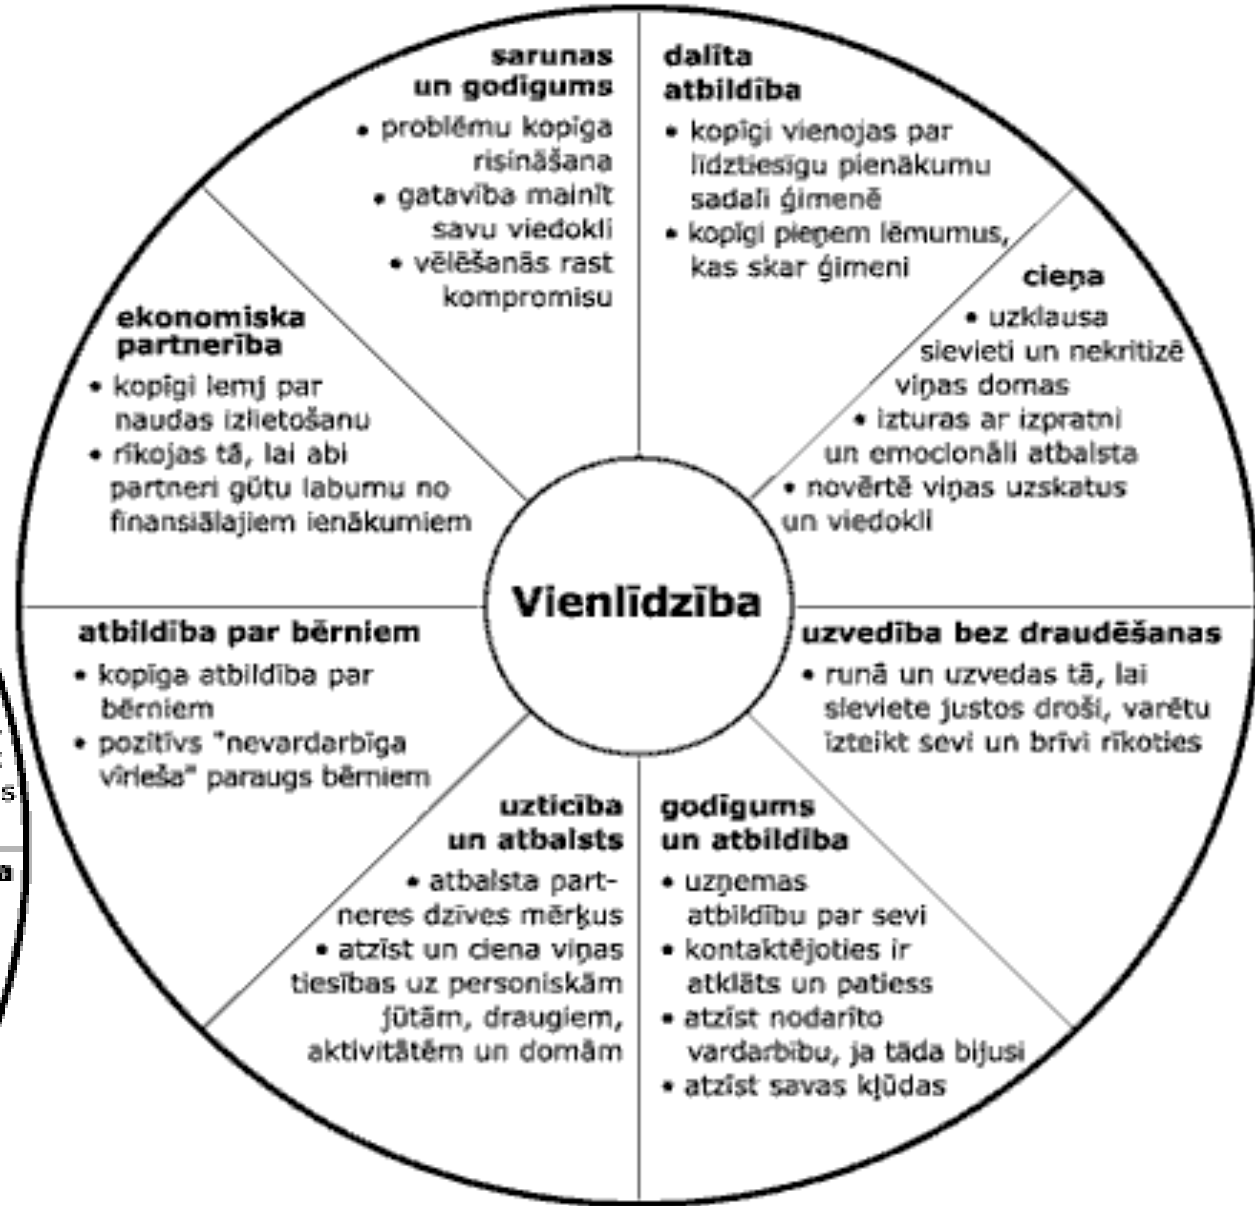 sarunas
un godīgums
• problēmu kopīga
risināšana
• gatavība mainīt
savu viedokli
• vēlēšanās rast
kompromisu
dalīta
atbildība
• kopīgi vienojas par
līdztiesīgu pienākumu
sadali ģimenē
• kopīgi pieņem lēmumus,
kas skar ģimeni
cieņa
• uzklausa
sievieti un nekritizē
viņas domas
• izturas ar izpratni
un emocionāli atbalsta
• novērtē viņas uzskatus
un viedokli
ekonomiska
partnerība
• kopīgi lemj par
naudas izlietošanu
• rīkojas tā, lai abi
partneri gūtu labumu no
finansiālajiem ienākumiem
Vienlīdzība
atbildība par bērniem
• kopīga atbildība par
bērniem
• pozitīvs "nevardarbīga
vīrieša" paraugs bērniem
uzvedība bez draudēšanas
• runā un uzvedas tā, lai
sieviete justos droši, varētu
izteikt sevi un brīvi rīkoties
uzticība
un atbalsts
• atbalsta part-
neres dzīves mērķus
• atzīst un ciena viņas
tiesības uz personiskām
jūtām, draugiem,
aktivitātēm un domām
godīgums
un atbildība
• uzņemas
atbildību par sevi
• kontaktējoties ir
atklāts un patiess
• atzīst nodarīto
vardarbību, ja tāda bijusi
• atzīst savas kļūdas
s